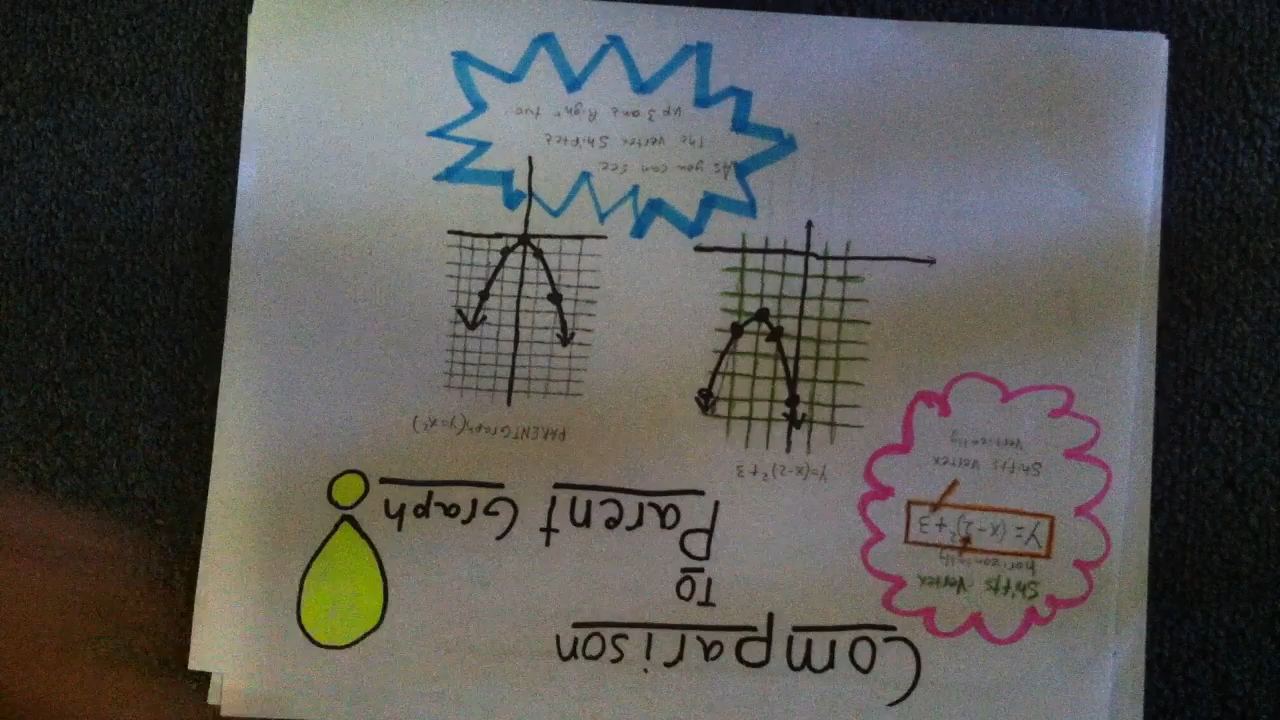 Comparison
To
Parent Graph
Shifts Vertex
horizontally
Y=(x-2)²+3
Shifts Vertex
vertically
y=(x-2)²+3
PARENT Graph (y=x²)
As you can see
The vertex Shifted
up 3 and Right two.